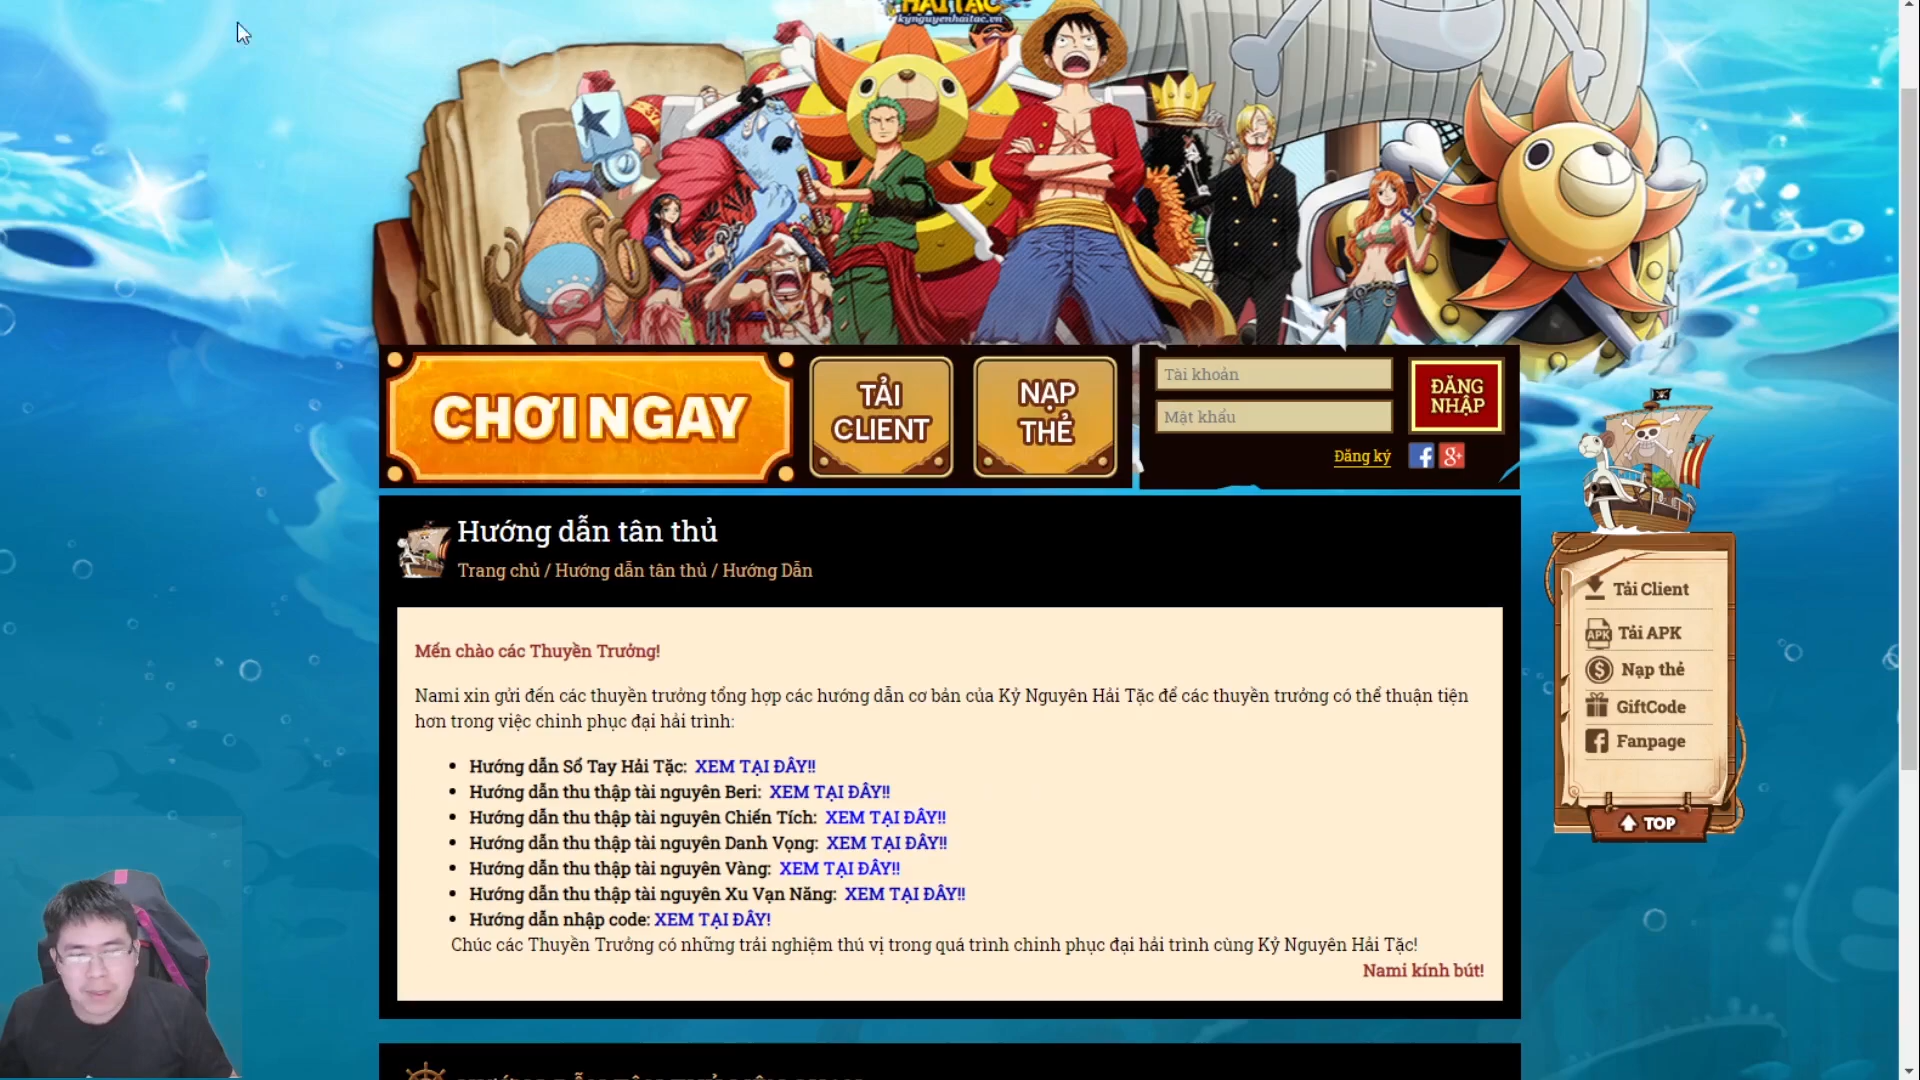 HẢI TẶC
kynguyenhaitac.vn
CHƠI NGAY
TẢI
CLIENT
NẠP
THẺ
Tài khoản
Mật khẩu
ĐĂNG
NHẬP
Đăng ký
Hướng dẫn tân thủ
Trang chủ / Hướng dẫn tân thủ / Hướng Dẫn
Mến chào các Thuyền Trưởng!
Nami xin gửi đến các thuyền trưởng tổng hợp các hướng dẫn cơ bản của Kỷ Nguyên Hải Tặc để các thuyền trưởng có thể thuận tiện
hơn trong việc chinh phục đại hải trình:
Hướng dẫn Sổ Tay Hải Tặc: XEM TẠI ĐÂY!!
Hướng dẫn thu thập tài nguyên Beri: XEM TẠI ĐÂY!!
Hướng dẫn thu thập tài nguyên Chiến Tích: XEM TẠI ĐÂY!!
Hướng dẫn thu thập tài nguyên Danh Vọng: XEM TẠI ĐÂY!!
Hướng dẫn thu thập tài nguyên Vàng: XEM TẠI ĐÂY!!
Hướng dẫn thu thập tài nguyên Xu Vạn Năng: XEM TẠI ĐÂY!!
Hướng dẫn nhập code: XEM TẠI ĐÂY!
Chúc các Thuyền Trưởng có những trải nghiệm thú vị trong quá trình chinh phục đại hải trình cùng Kỷ Nguyên Hải Tặc!
Nami kính bút!
Tải Client
APK Tải APK
Nạp thẻ
GiftCode
Fanpage
TOP